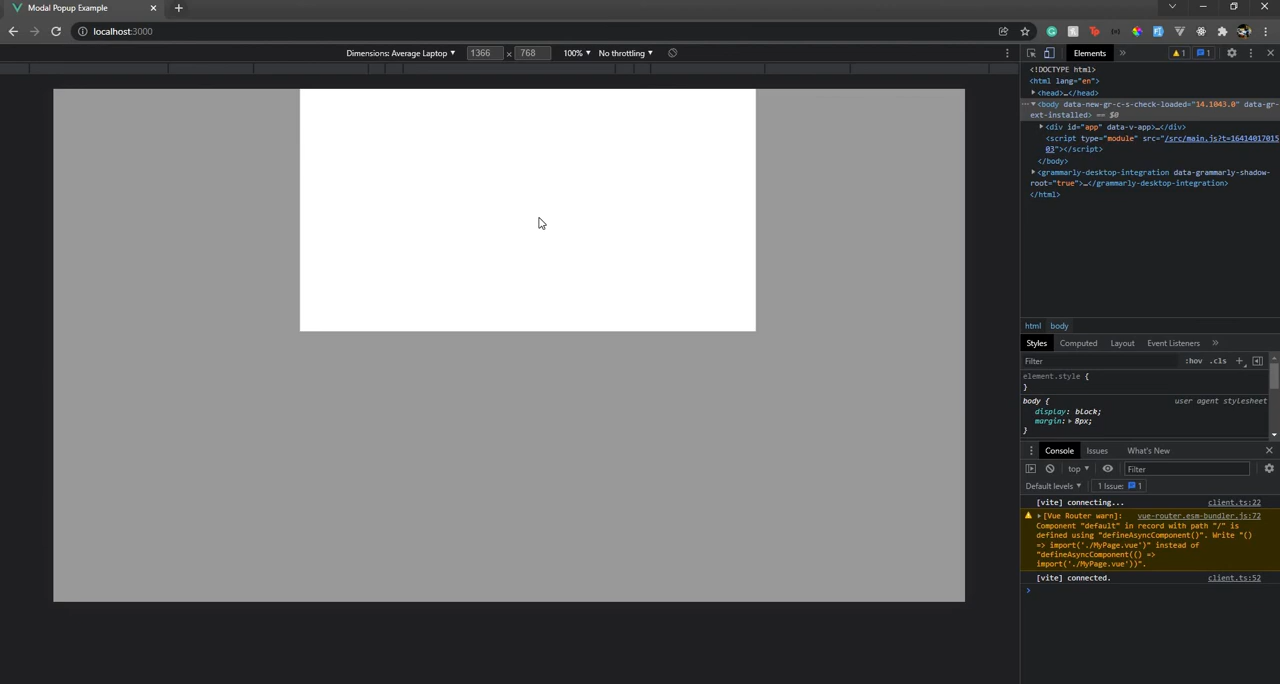 Modal Popup Example
localhost:3000
Dimensions: Average Laptop
1366 x 768
100%
No throttling
Elements
1
1
<!DOCTYPE html>
<html lang="en">
<head>…</head>
<body data-new-gr-c-s-check-loaded="14.1043.0" data-gr-
ext-installed> == $0
<div id="app" data-v-app>…</div>
<script type="module" src="/src/main.js?t=16414017015
03"></script>
</body>
<grammarly-desktop-integration data-grammarly-shadow-
root="true">…</grammarly-desktop-integration>
</html>
html
body
Styles
Computed
Layout
Event Listeners
Filter
:hov .cls
element.style {
}
body {
user agent stylesheet
display: block;
margin: 8px;
}
Console
Issues
What's New
top
Filter
Default levels
1 Issue: 1
[vite] connecting...
client.ts:22
[Vue Router warn]:
vue-router.esm-bundler.js:72
Component "default" in record with path "/" is
defined using "defineAsyncComponent()". Write "()
=> import('./MyPage.vue')" instead of
"defineAsyncComponent(() =>
import('./MyPage.vue'))".
[vite] connected.
client.ts:52